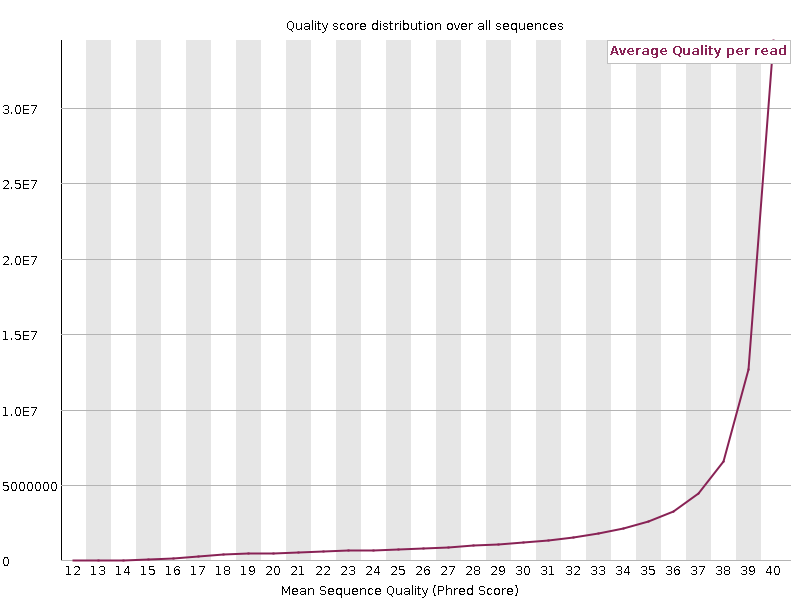 Quality score distribution over all sequences
Average Quality per read
3.0E7
2.5E7
2.0E7
1.5E7
1.0E7
5000000
0
12 13 14 15 16 17 18 19 20 21 22 23 24 25 26 27 28 29 30 31 32 33 34 35 36 37 38 39 40
Mean Sequence Quality (Phred Score)